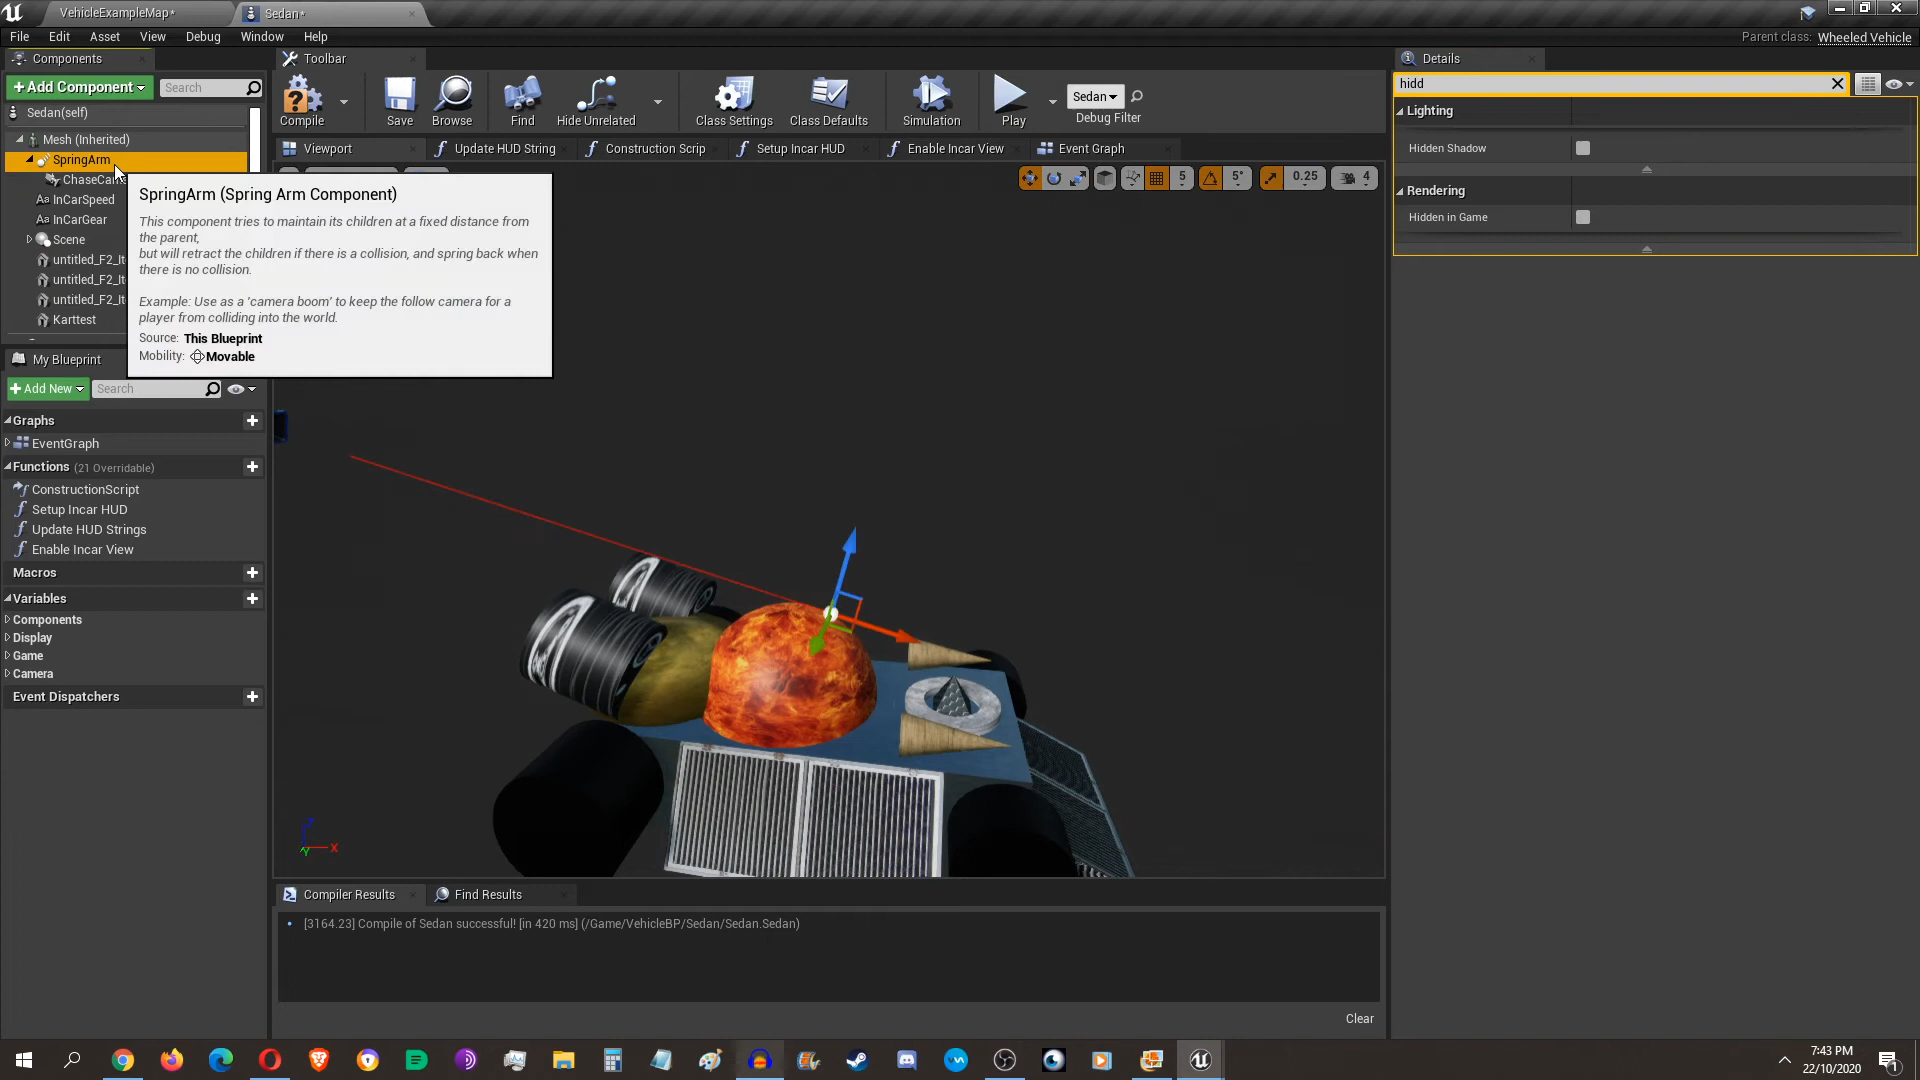 VehicleExampleMap*
Sedan*
File Edit Asset View Debug Window Help
Parent class: Wheeled Vehicle
Components
Toolbar
Details
+ Add Component
Search
Compile
Save
Browse
Find
Hide Unrelated
Class Settings
Class Defaults
Simulation
Play
Sedan
Debug Filter
hidd
Lighting
Hidden Shadow
Rendering
Hidden in Game
Sedan(self)
Mesh (Inherited)
SpringArm
ChaseCam
InCarSpeed
InCarGear
Scene
untitled_F2_It
untitled_F2_It
untitled_F2_It
Karttest
Viewport
Update HUD String
Construction Scrip
Setup Incar HUD
Enable Incar View
Event Graph
5 5° 0.25 4
SpringArm (Spring Arm Component)
This component tries to maintain its children at a fixed distance from
the parent,
but will retract the children if there is a collision, and spring back when
there is no collision.
Example: Use as a 'camera boom' to keep the follow camera for a
player from colliding into the world.
Source: This Blueprint
Mobility: Movable
My Blueprint
+ Add New
Search
Graphs
EventGraph
Functions (21 Overridable)
ConstructionScript
Setup Incar HUD
Update HUD Strings
Enable Incar View
Macros
Variables
Components
Display
Game
Camera
Event Dispatchers
Z
X
Y
Compiler Results
Find Results
[3164.23] Compile of Sedan successful! [in 420 ms] (/Game/VehicleBP/Sedan/Sedan.Sedan)
Clear
7:43 PM
22/10/2020
1